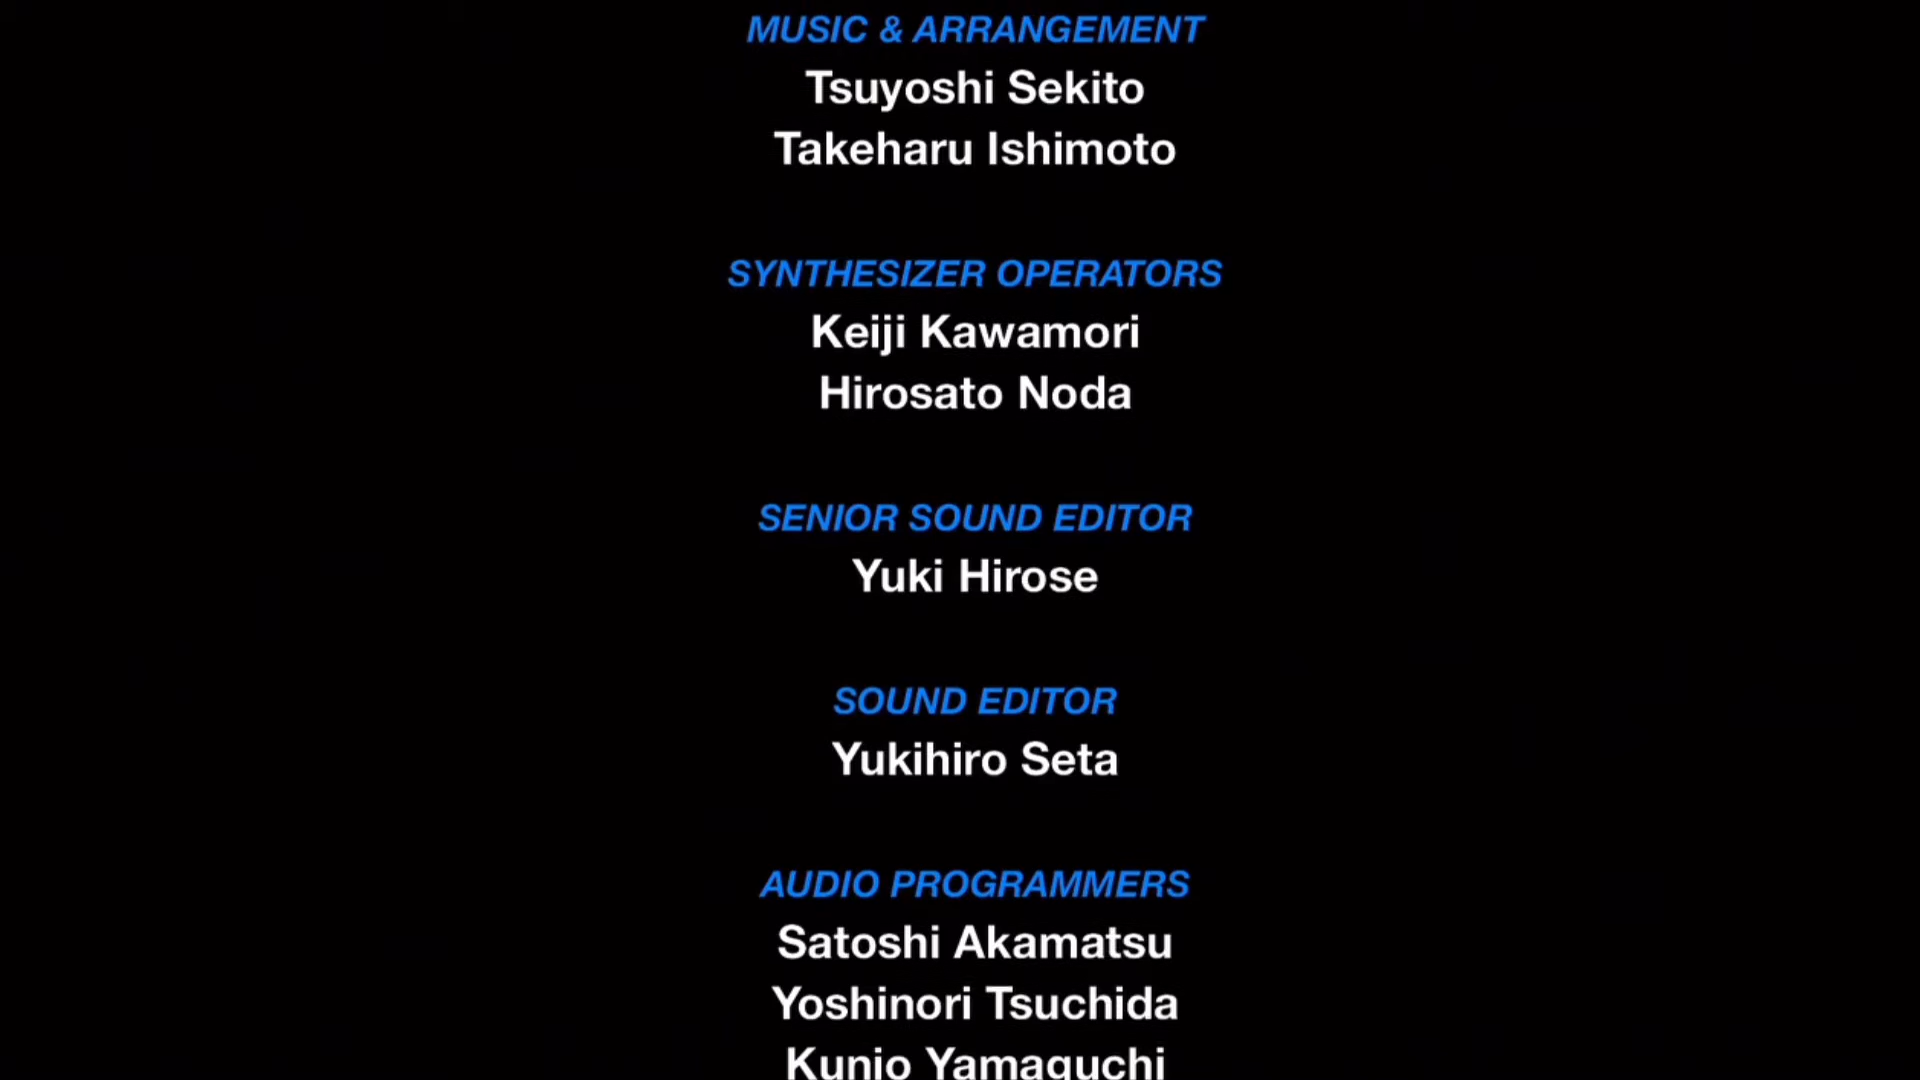 MUSIC & ARRANGEMENT
Tsuyoshi Sekito
Takeharu Ishimoto
SYNTHESIZER OPERATORS
Keiji Kawamori
Hirosato Noda
SENIOR SOUND EDITOR
Yuki Hirose
SOUND EDITOR
Yukihiro Seta
AUDIO PROGRAMMERS
Satoshi Akamatsu
Yoshinori Tsuchida
Kunio Yamaguchi